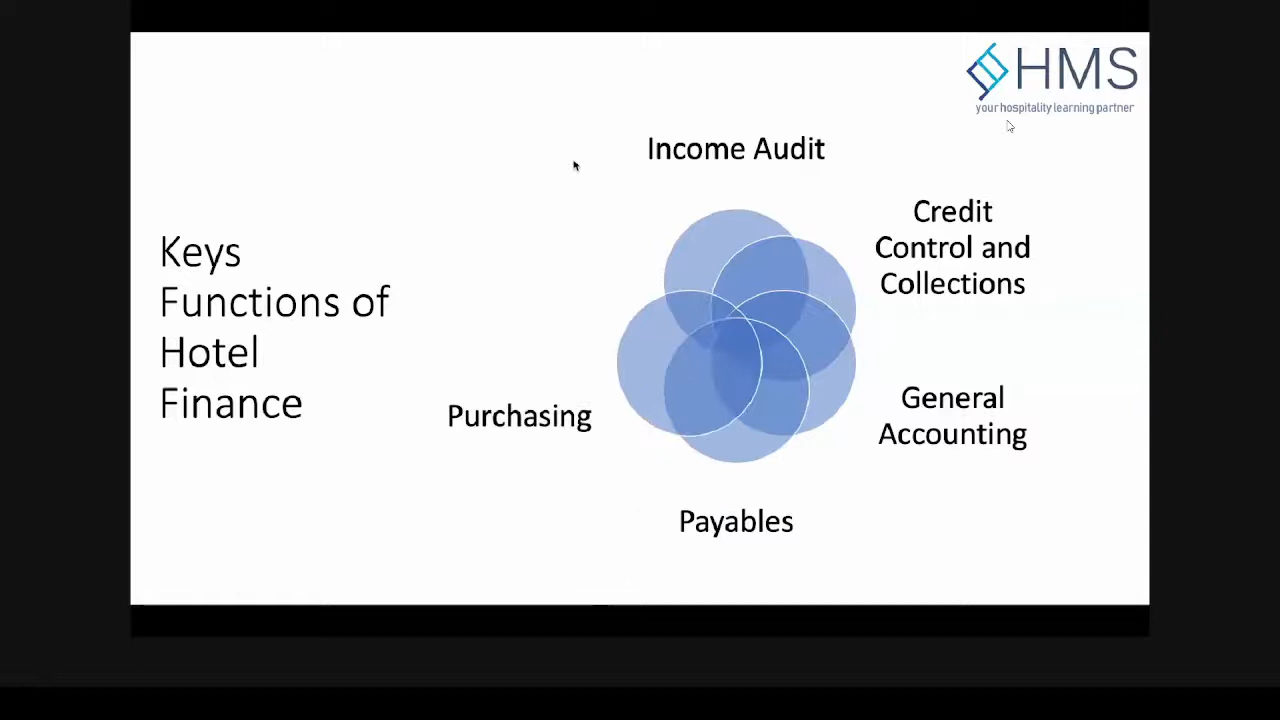 HMS
your hospitality learning partner
Keys
Functions of
Hotel
Finance
Income Audit
Credit
Control and
Collections
General
Accounting
Payables
Purchasing